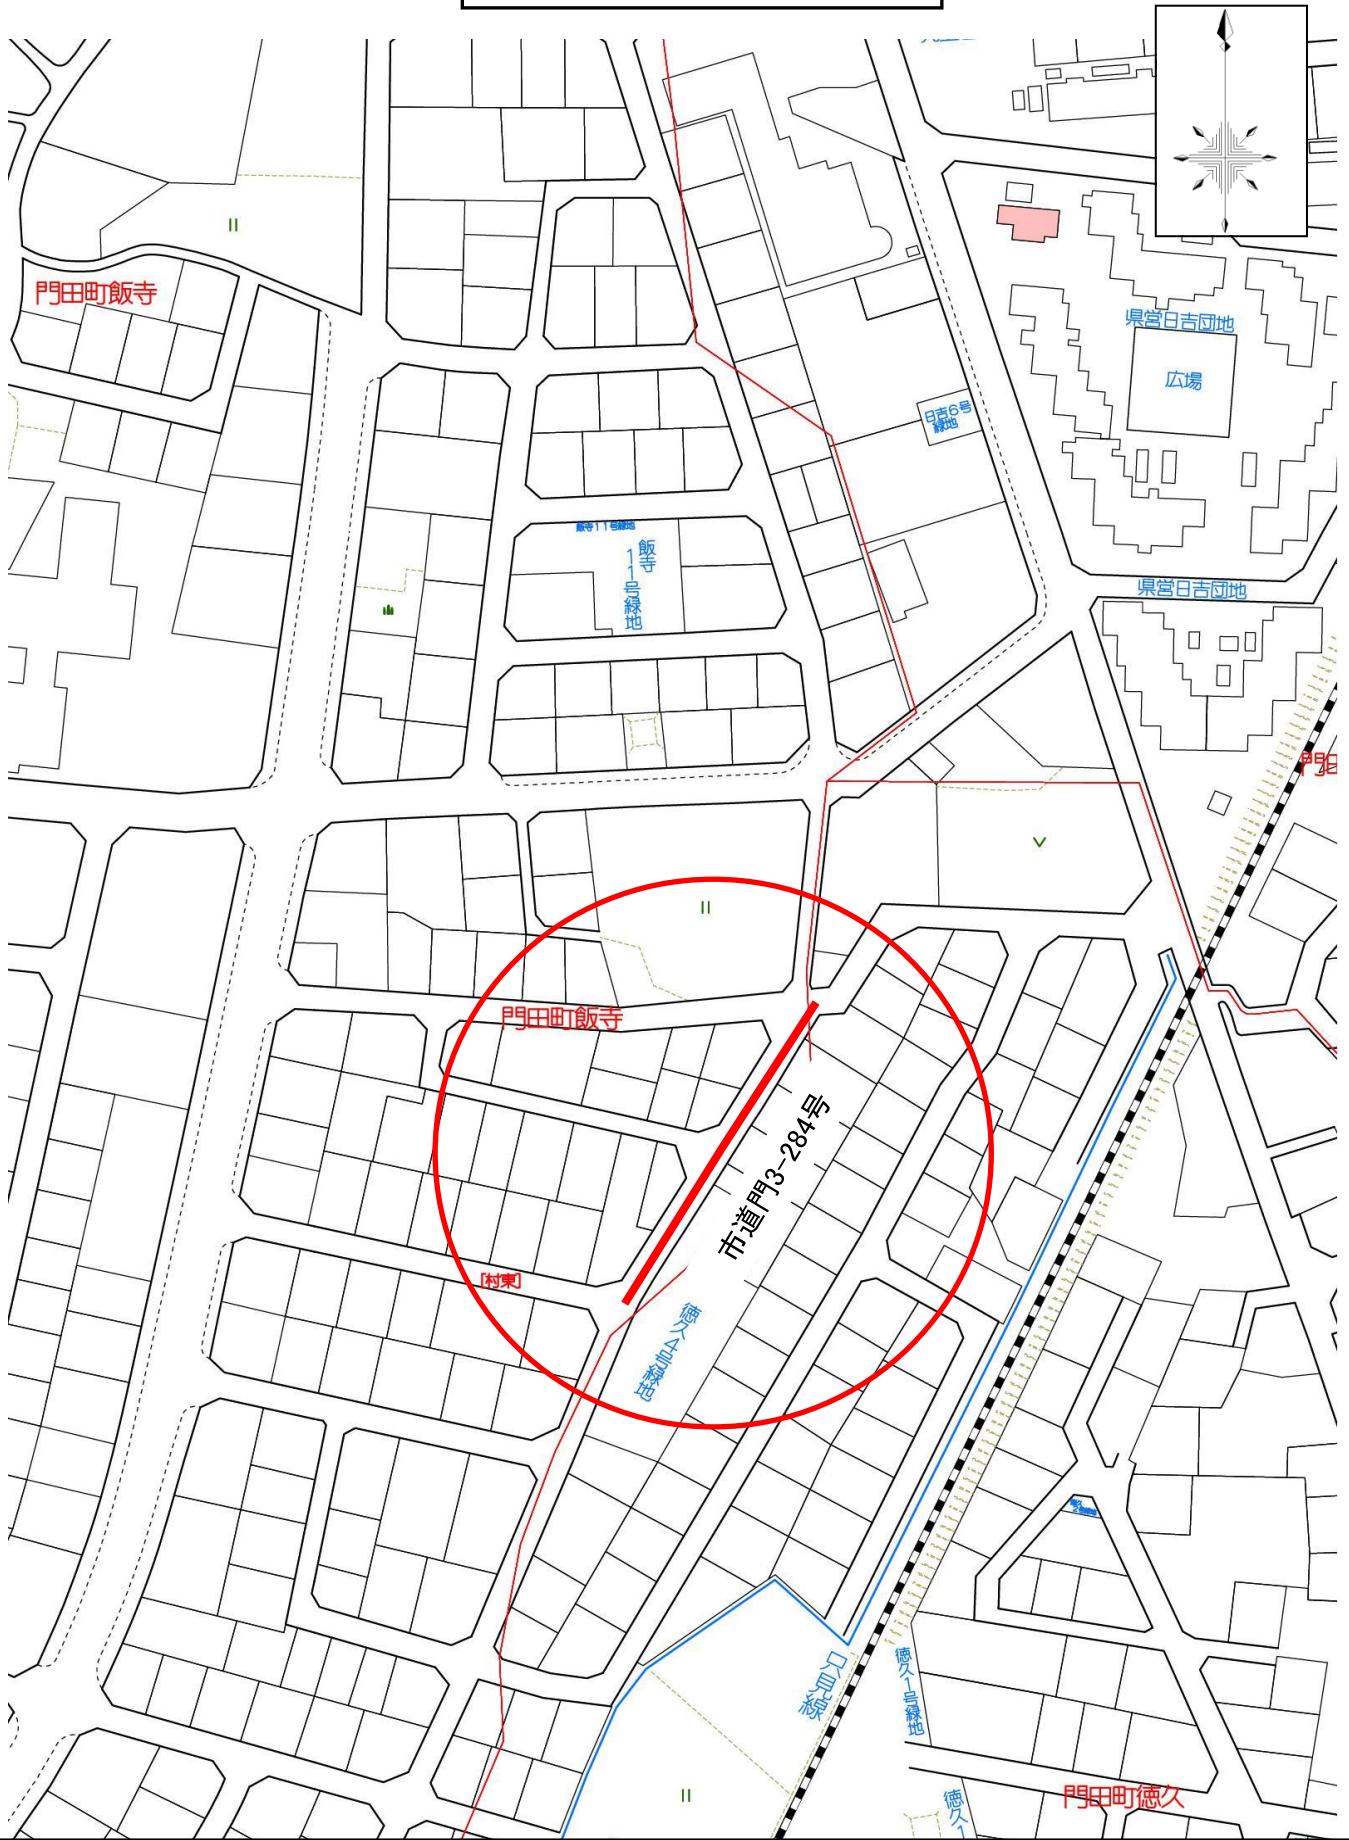 門田町飯寺
県営日吉団地
広場
日吉6号
緑地
飯寺11号緑地
飯寺
11号緑地
県営日吉団地
門田町飯寺
市道門3-284号
[村東]
徳久4号緑地
只見線
徳久1号緑地
門田町徳久
徳久1